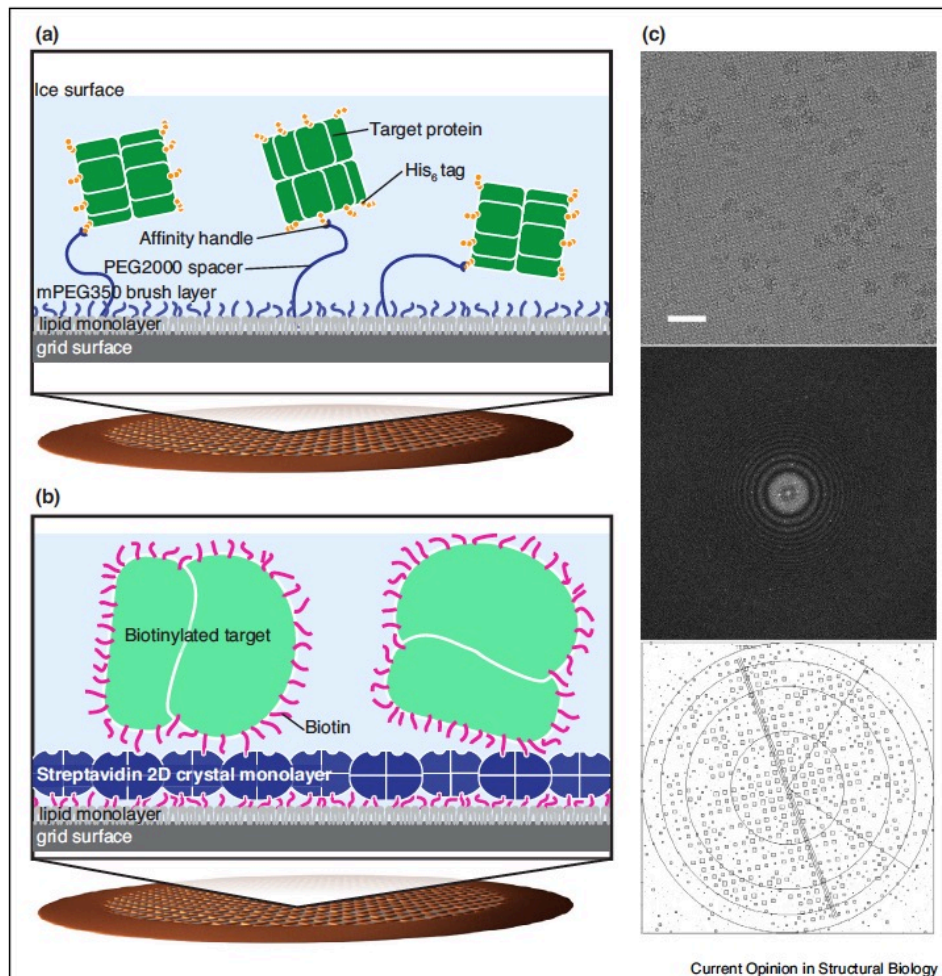 (a)
Ice surface
Target protein
His6 tag
Affinity handle
PEG2000 spacer
mPEG350 brush layer
lipid monolayer
grid surface
(b)
Biotinylated target
Biotin
Streptavidin 2D crystal monolayer
lipid monolayer
grid surface
(c)
Current Opinion in Structural Biology